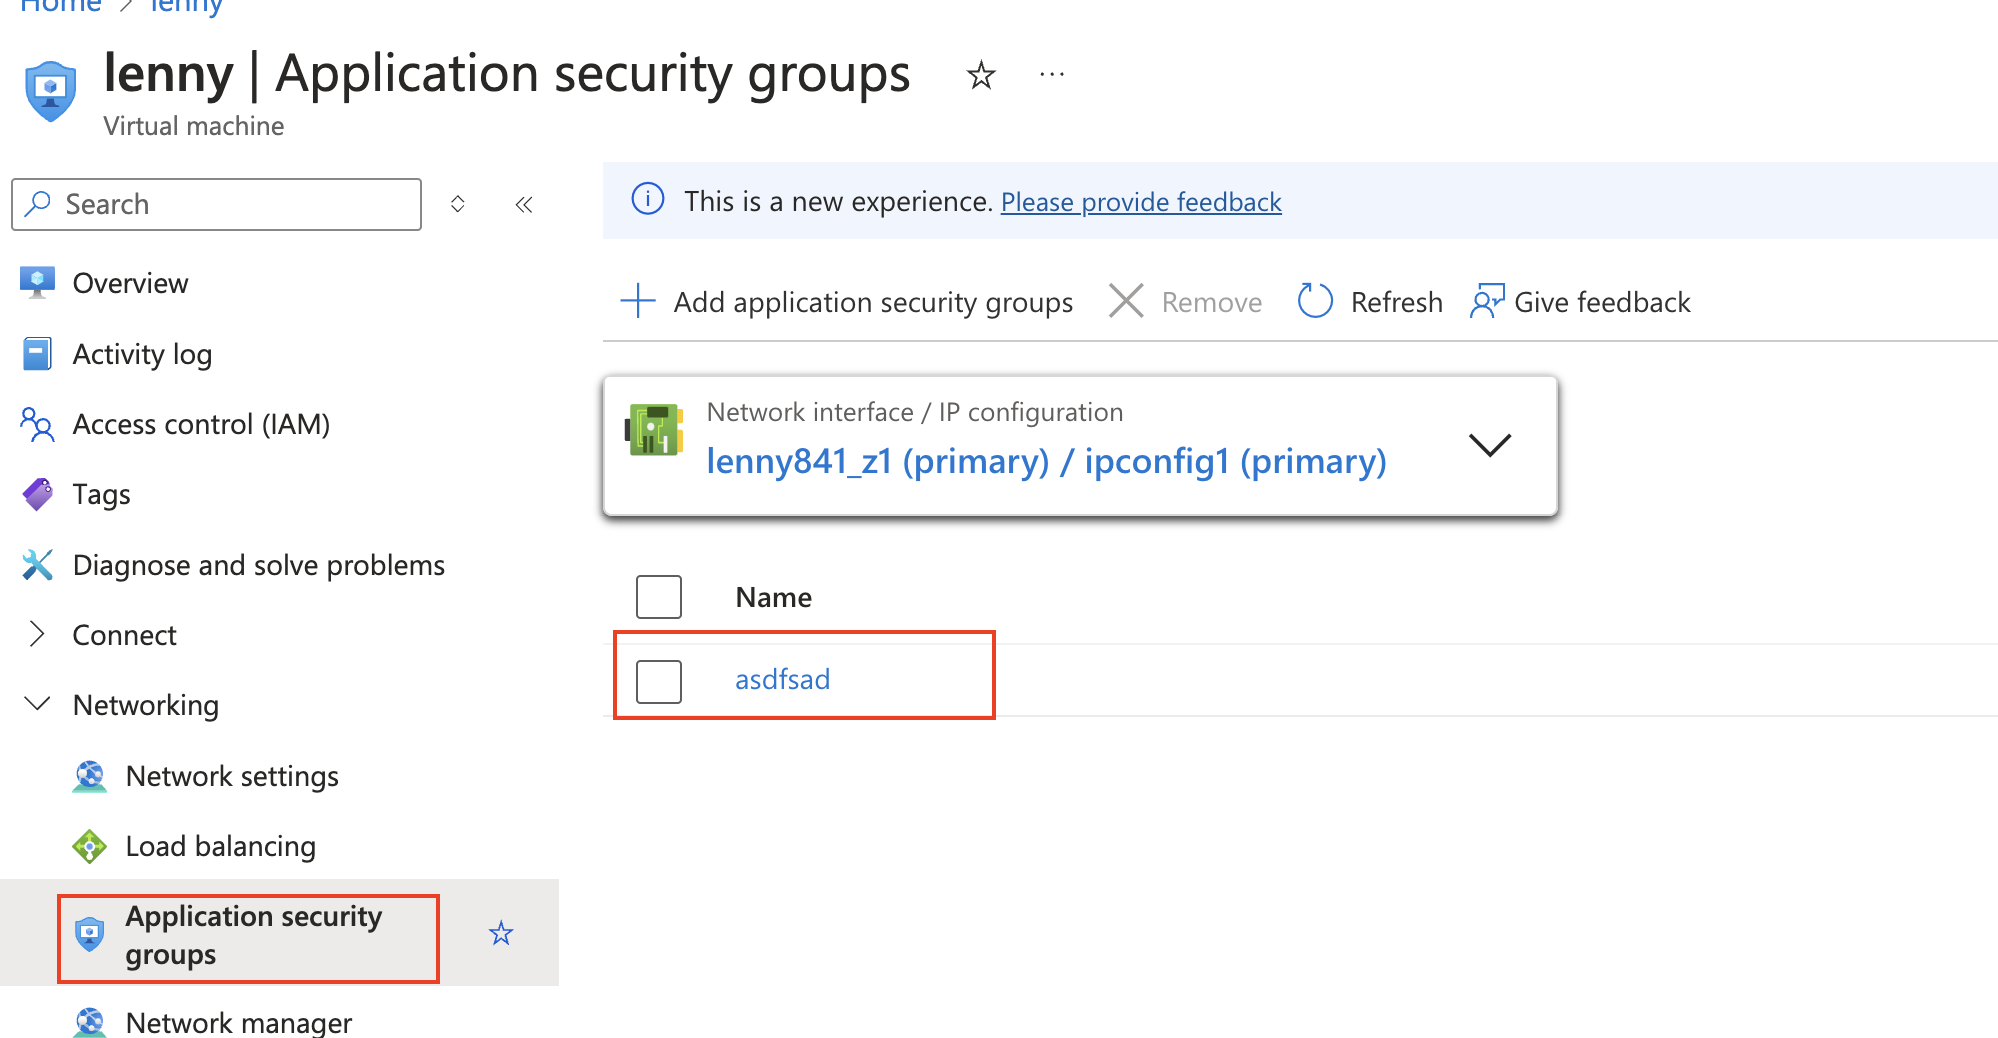 Home > lenny
lenny | Application security groups
Virtual machine
Search
This is a new experience. Please provide feedback
Overview
Activity log
Access control (IAM)
Tags
Diagnose and solve problems
Connect
Networking
Network settings
Load balancing
Application security
groups
Network manager
Add application security groups
Remove
Refresh
Give feedback
Network interface / IP configuration
lenny841_z1 (primary) / ipconfig1 (primary)
Name
asdfsad